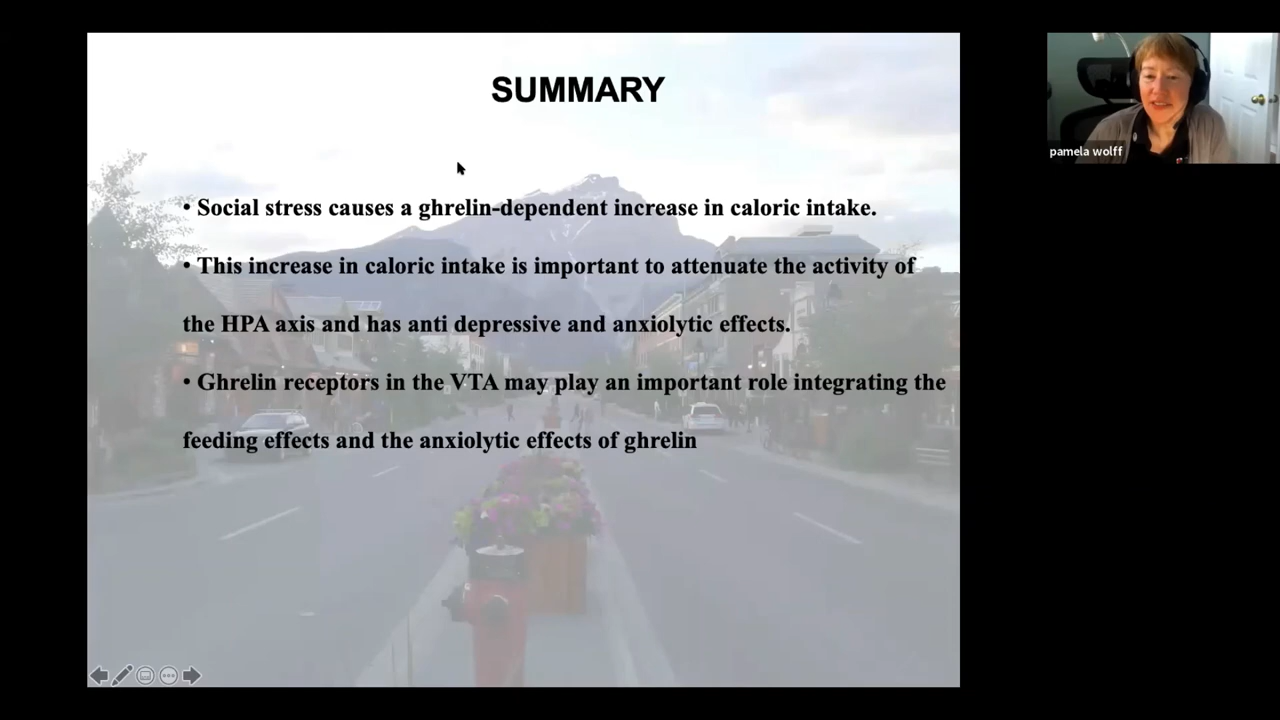 SUMMARY
• Social stress causes a ghrelin-dependent increase in caloric intake.
• This increase in caloric intake is important to attenuate the activity of
the HPA axis and has anti depressive and anxiolytic effects.
• Ghrelin receptors in the VTA may play an important role integrating the
feeding effects and the anxiolytic effects of ghrelin
pamela wolff